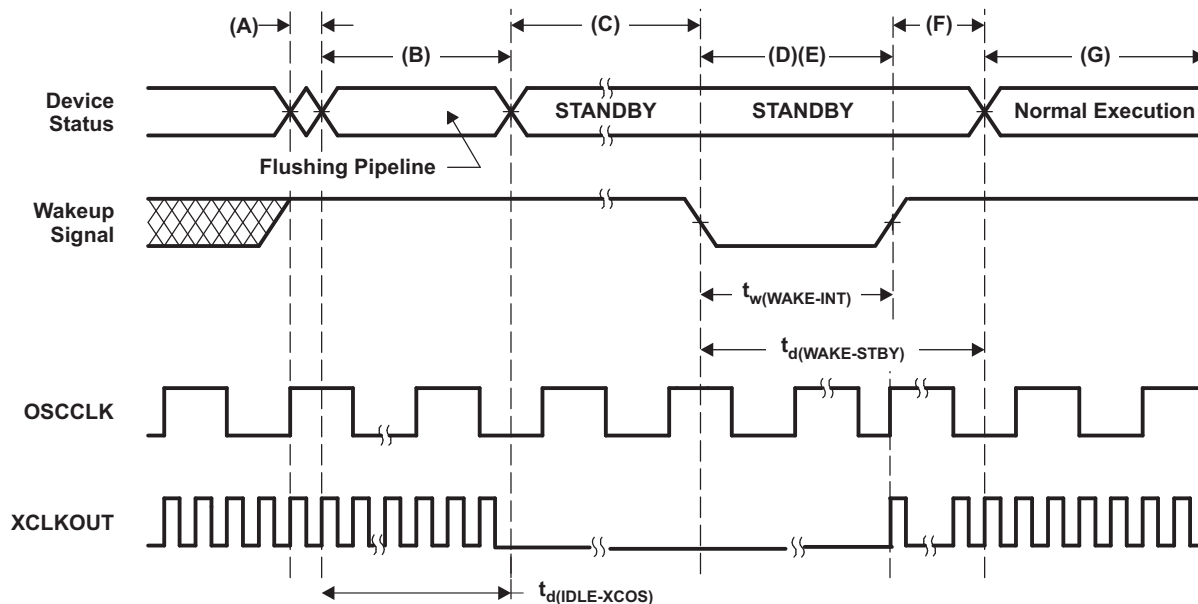 (A)
(B)
(C)
(D)(E)
(F)
(G)
Device
Status
STANDBY
STANDBY
Normal Execution
Flushing Pipeline
Wakeup
Signal
tw(WAKE-INT)
td(WAKE-STBY)
OSCCLK
XCLKOUT
td(IDLE-XCOS)